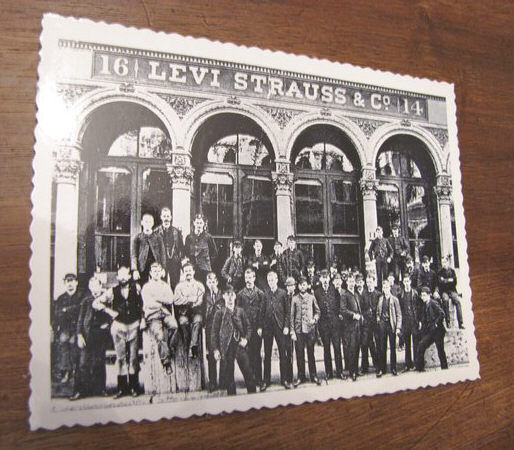 16 LEVI STRAUSS & CO 14